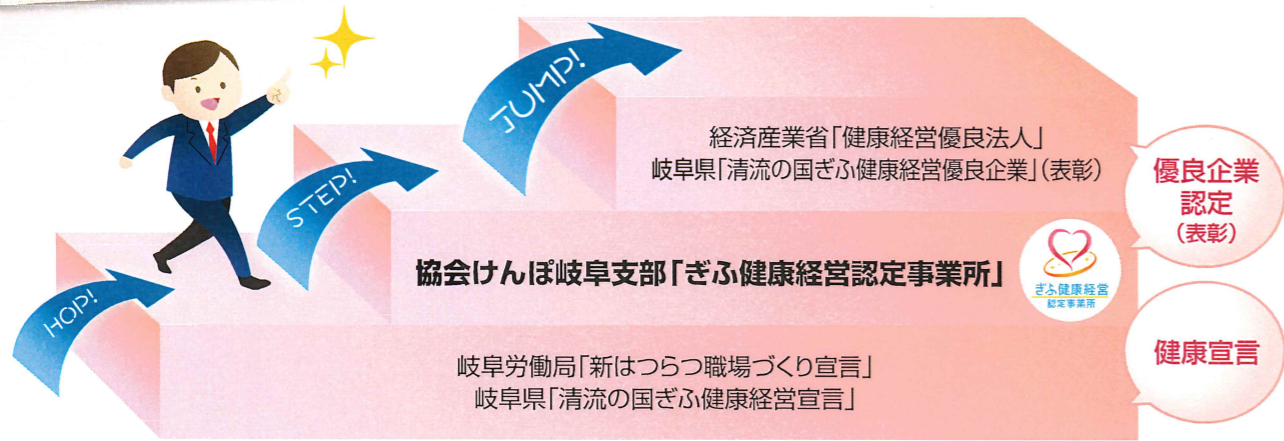 JUMP!
経済産業省「健康経営優良法人」
岐阜県「清流の国ぎふ健康経営優良企業」(表彰)
優良企業
認定
(表彰)
STEP!
協会けんぽ岐阜支部「ぎふ健康経営認定事業所」
ぎふ健康経営
認定事業所
HOP!
岐阜労働局「新はつらつ職場づくり宣言」
岐阜県「清流の国ぎふ健康経営宣言」
健康宣言